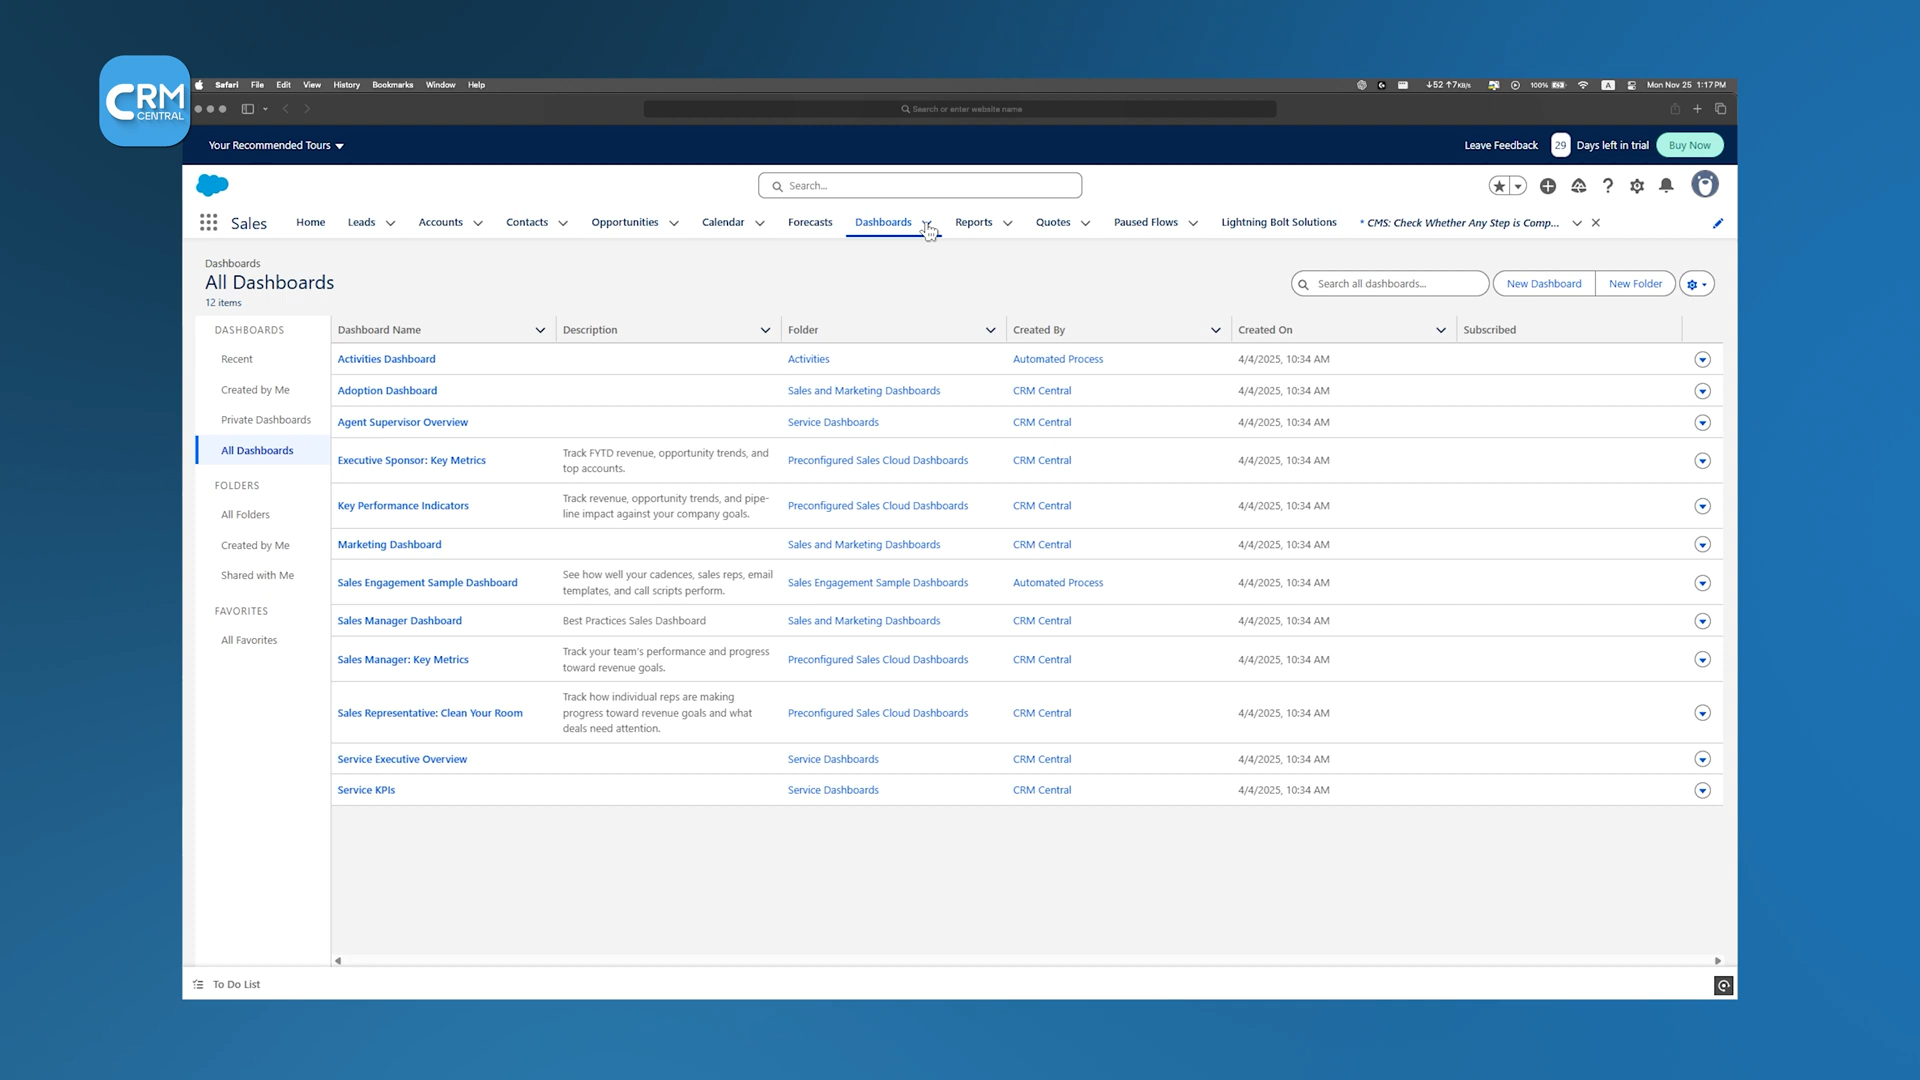 CRM
CENTRAL
Safari File Edit View History Bookmarks Window Help
↓52 ↑7 KB/s 100% A Mon Nov 25 1:17 PM
Search or enter website name
Your Recommended Tours
Leave Feedback 29 Days left in trial Buy Now
Search...
Sales Home Leads Accounts Contacts Opportunities Calendar Forecasts Dashboards Reports Quotes Paused Flows Lightning Bolt Solutions * CMS: Check Whether Any Step is Comp...
Dashboards
All Dashboards
12 items
Search all dashboards... New Dashboard New Folder
DASHBOARDS
Recent
Created by Me
Private Dashboards
All Dashboards
FOLDERS
All Folders
Created by Me
Shared with Me
FAVORITES
All Favorites
Dashboard Name Description Folder Created By Created On Subscribed
Activities Dashboard Activities Automated Process 4/4/2025, 10:34 AM
Adoption Dashboard Sales and Marketing Dashboards CRM Central 4/4/2025, 10:34 AM
Agent Supervisor Overview Service Dashboards CRM Central 4/4/2025, 10:34 AM
Executive Sponsor: Key Metrics Track FYTD revenue, opportunity trends, and
top accounts. Preconfigured Sales Cloud Dashboards CRM Central 4/4/2025, 10:34 AM
Key Performance Indicators Track revenue, opportunity trends, and pipe-
line impact against your company goals. Preconfigured Sales Cloud Dashboards CRM Central 4/4/2025, 10:34 AM
Marketing Dashboard Sales and Marketing Dashboards CRM Central 4/4/2025, 10:34 AM
Sales Engagement Sample Dashboard See how well your cadences, sales reps, email
templates, and call scripts perform. Sales Engagement Sample Dashboards Automated Process 4/4/2025, 10:34 AM
Sales Manager Dashboard Best Practices Sales Dashboard Sales and Marketing Dashboards CRM Central 4/4/2025, 10:34 AM
Sales Manager: Key Metrics Track your team's performance and progress
toward revenue goals. Preconfigured Sales Cloud Dashboards CRM Central 4/4/2025, 10:34 AM
Sales Representative: Clean Your Room Track how individual reps are making
progress toward revenue goals and what
deals need attention. Preconfigured Sales Cloud Dashboards CRM Central 4/4/2025, 10:34 AM
Service Executive Overview Service Dashboards CRM Central 4/4/2025, 10:34 AM
Service KPIs Service Dashboards CRM Central 4/4/2025, 10:34 AM
To Do List